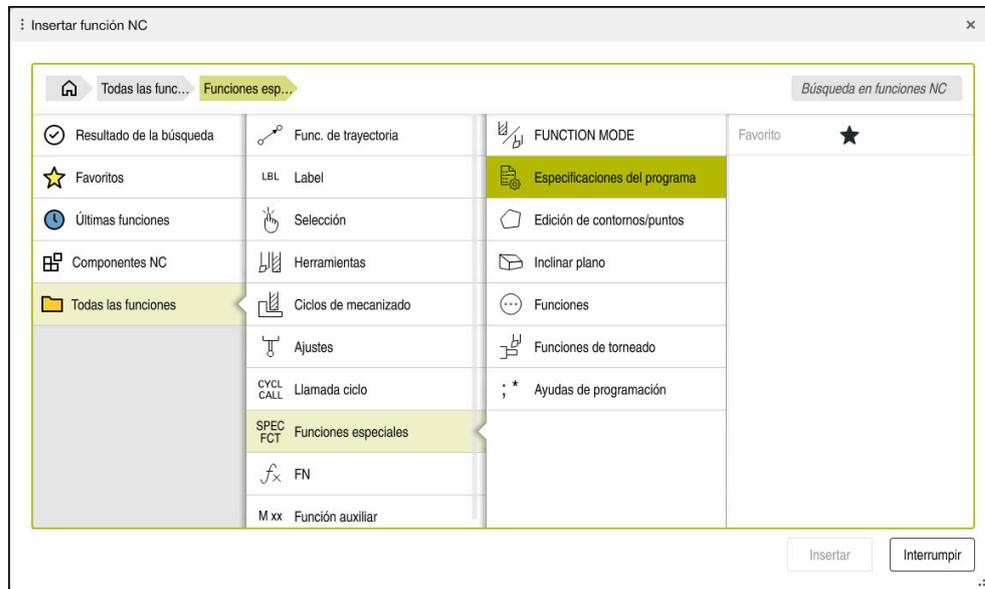 Insertar función NC
Todas las func...
Funciones esp...
Búsqueda en funciones NC
Resultado de la búsqueda
Favoritos
Últimas funciones
Componentes NC
Todas las funciones
Func. de trayectoria
LBL Label
Selección
Herramientas
Ciclos de mecanizado
Ajustes
CYCL
CALL
Llamada ciclo
SPEC
FCT
Funciones especiales
FN
M xx Función auxiliar
FUNCTION MODE
Especificaciones del programa
Edición de contornos/puntos
Inclinar plano
Funciones
Funciones de torneado
; * Ayudas de programación
Favorito
Insertar
Interrumpir